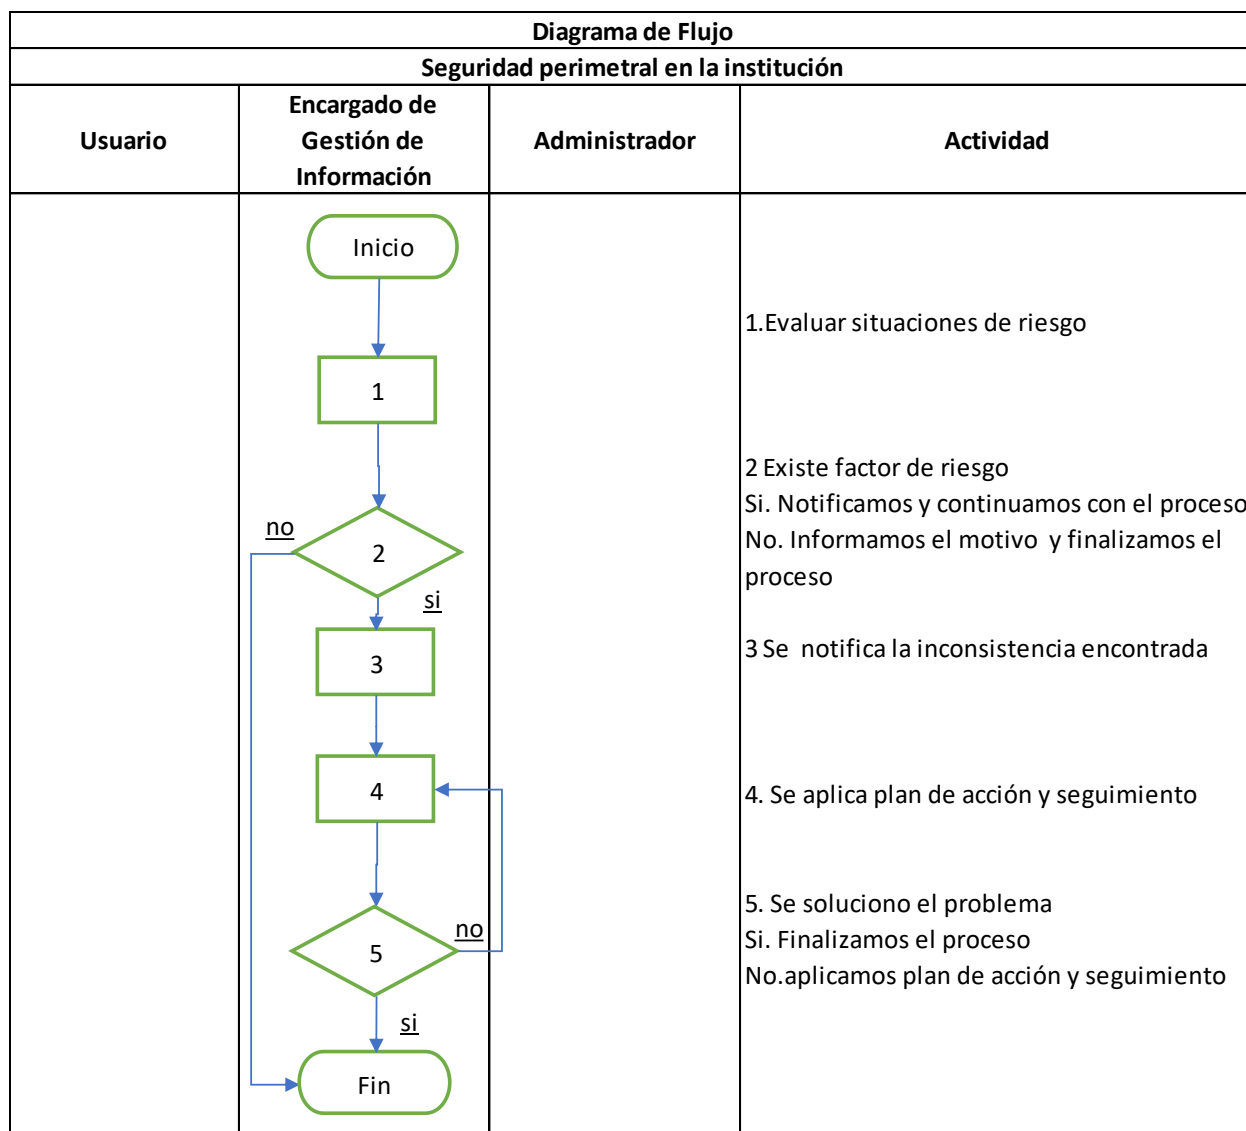 Diagrama de Flujo
Seguridad perimetral en la institución
Usuario
Encargado de
Gestión de
Información
Administrador
Actividad
Inicio
1.Evaluar situaciones de riesgo
1
2 Existe factor de riesgo
Si. Notificamos y continuamos con el proceso
No. Informamos el motivo y finalizamos el
proceso
no
2
si
3 Se notifica la inconsistencia encontrada
3
4
4. Se aplica plan de acción y seguimiento
5. Se soluciono el problema
Si. Finalizamos el proceso
No.aplicamos plan de acción y seguimiento
no
5
si
Fin